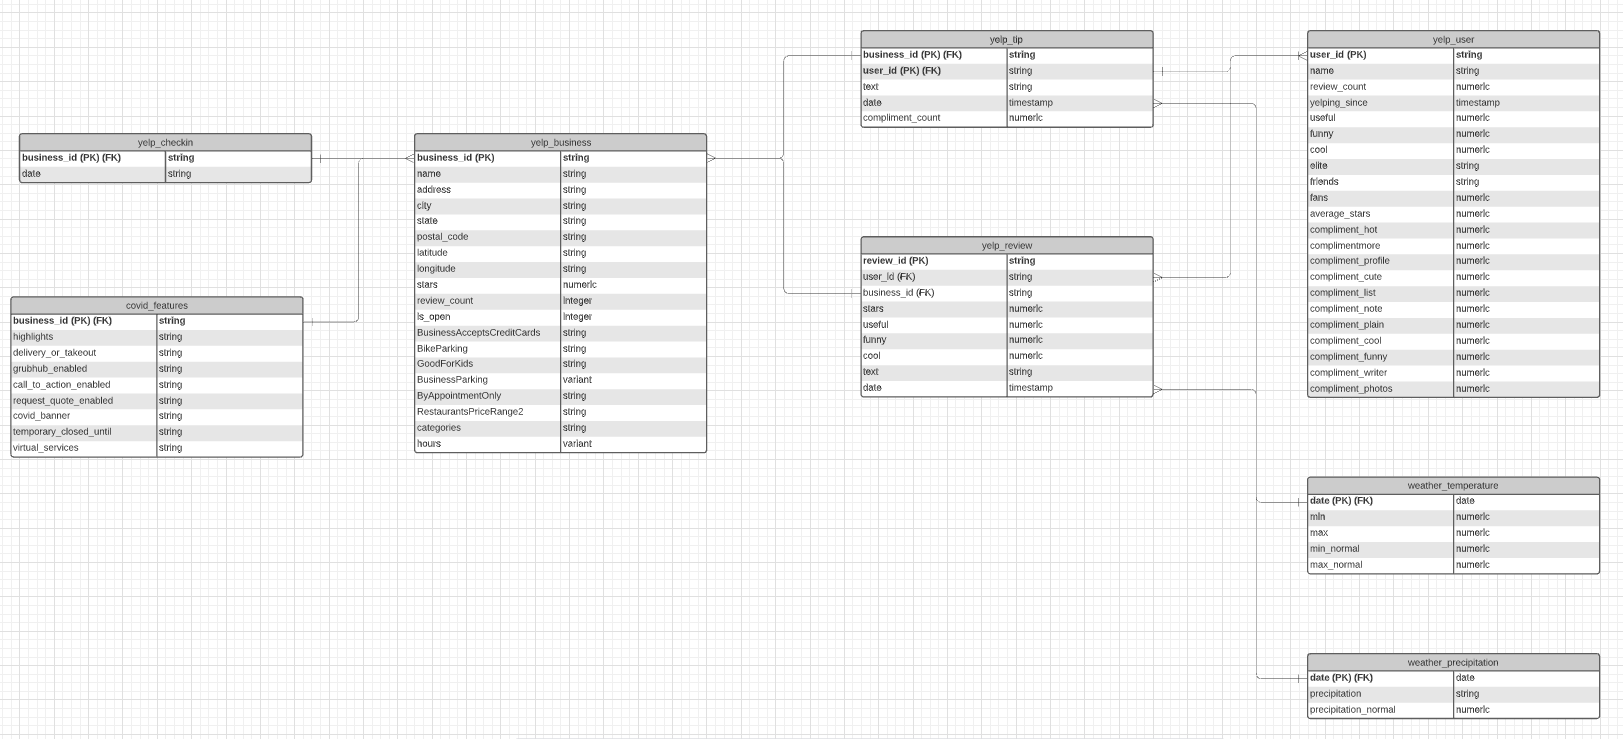 yelp_checkin
business_id (PK) (FK) string
date string
covid_features
business_id (PK) (FK) string
highlights string
delivery_or_takeout string
grubhub_enabled string
call_to_action_enabled string
request_quote_enabled string
covid_banner string
temporary_closed_until string
virtual_services string
yelp_business
business_id (PK) string
name string
address string
city string
state string
postal_code string
latitude string
longitude string
stars numeric
review_count integer
is_open integer
BusinessAcceptsCreditCards string
BikeParking string
GoodForKids string
BusinessParking variant
ByAppointmentOnly string
RestaurantsPriceRange2 string
categories string
hours variant
yelp_tip
business_id (PK) (FK) string
user_id (PK) (FK) string
text string
date timestamp
compliment_count numeric
yelp_review
review_id (PK) string
user_id (FK) string
business_id (FK) string
stars numeric
useful numeric
funny numeric
cool numeric
text string
date timestamp
yelp_user
user_id (PK) string
name string
review_count numeric
yelping_since timestamp
useful numeric
funny numeric
cool numeric
elite string
friends string
fans numeric
average_stars numeric
compliment_hot numeric
complimentmore numeric
compliment_profile numeric
compliment_cute numeric
compliment_list numeric
compliment_note numeric
compliment_plain numeric
compliment_cool numeric
compliment_funny numeric
compliment_writer numeric
compliment_photos numeric
weather_temperature
date (PK) (FK) date
min numeric
max numeric
min_normal numeric
max_normal numeric
weather_precipitation
date (PK) (FK) date
precipitation string
precipitation_normal numeric